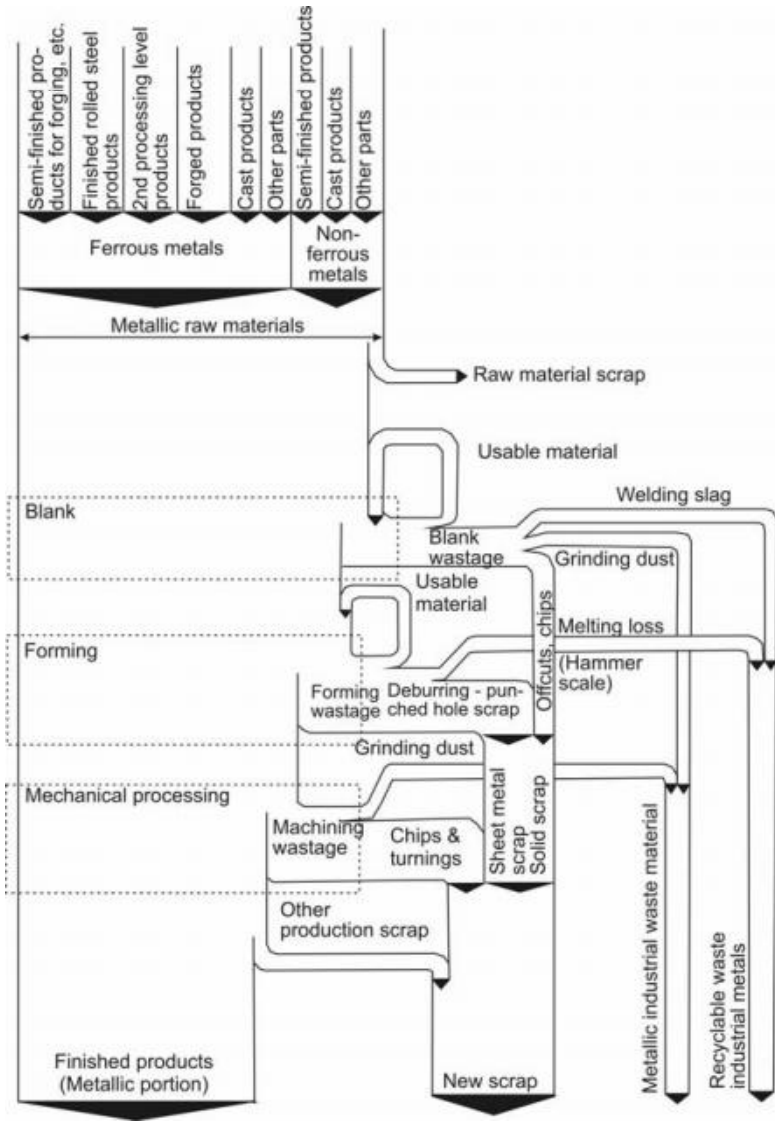 Semi-finished pro-
ducts for forging, etc.
Finished rolled steel
products
2nd processing level
products
Forged products
Cast products
Other parts
Semi-finished products
Cast products
Other parts
Ferrous metals
Non-
ferrous
metals
Metallic raw materials
Raw material scrap
Usable material
Welding slag
Blank
Blank
wastage
Grinding dust
Usable
material
Offcuts, chips
Melting loss
(Hammer
scale)
Forming
Forming
wastage
Deburring - pun-
ched hole scrap
Grinding dust
Mechanical processing
Machining
wastage
Chips &
turnings
Sheet metal
scrap
Solid scrap
Other
production scrap
Metallic industrial waste material
Recyclable waste
industrial metals
Finished products
(Metallic portion)
New scrap